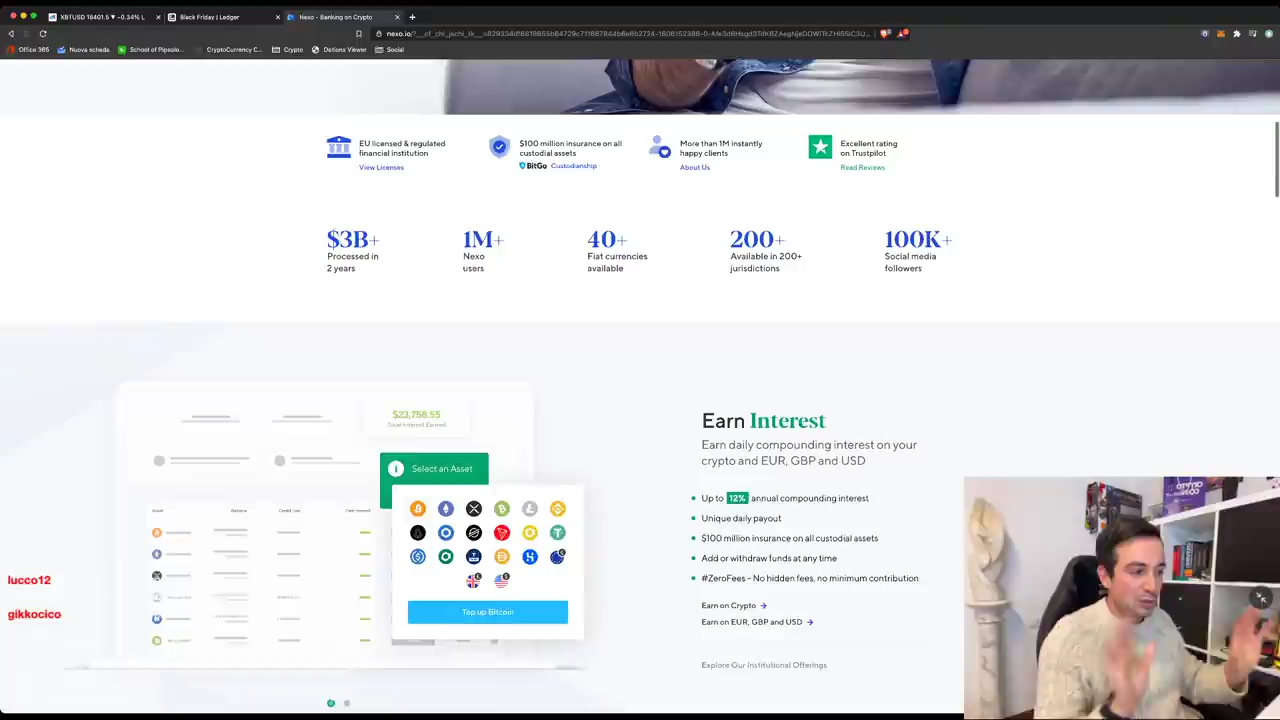 XBTUSD 18401.5 ▼ -0.34% L
Black Friday | Ledger
Nexo - Banking on Crypto
Office 365
Nuova scheda
School of Pipsolo...
CryptoCurrency C...
Crypto
Options Viewer
Social
EU licensed & regulated
financial institution
View Licenses
$100 million insurance on all
custodial assets
BitGo Custodianship
More than 1M instantly
happy clients
About Us
Excellent rating
on Trustpilot
Read Reviews
$3B+
Processed in
2 years
1M+
Nexo
users
40+
Fiat currencies
available
200+
Available in 200+
jurisdictions
100K+
Social media
followers
$23,758.55
Total Interest Earned
Select an Asset
Asset
Balance
Credit Line
Top up Bitcoin
Earn Interest
Earn daily compounding interest on your
crypto and EUR, GBP and USD
Up to 12% annual compounding interest
Unique daily payout
$100 million insurance on all custodial assets
Add or withdraw funds at any time
#ZeroFees – No hidden fees, no minimum contribution
Earn on Crypto →
Earn on EUR, GBP and USD →
Explore Our Institutional Offerings
lucco12
gikkocico